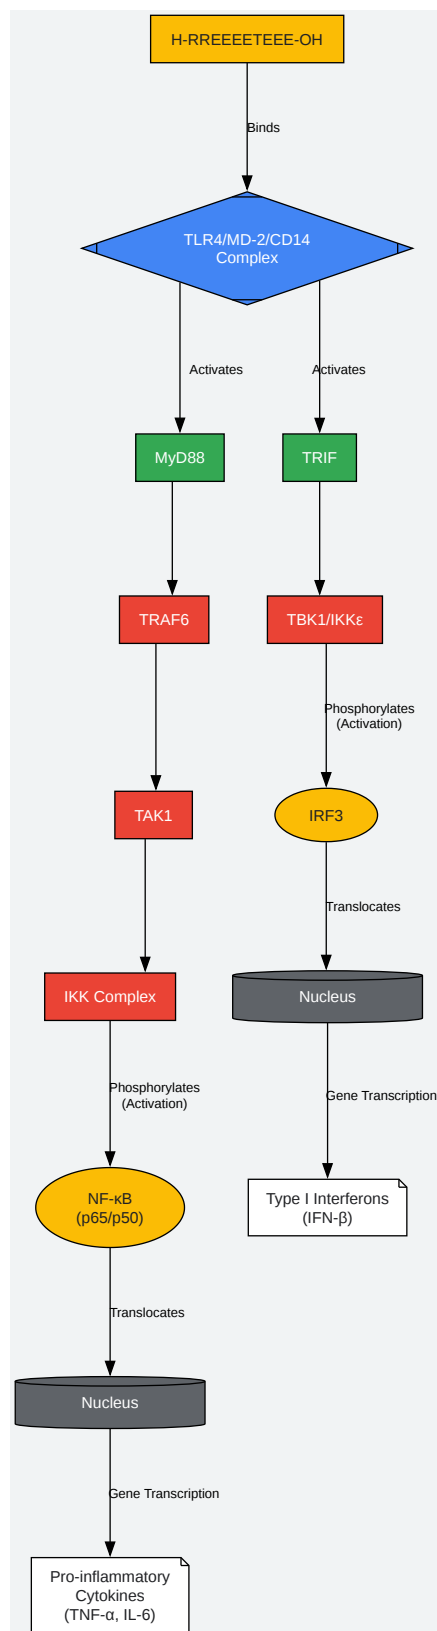 H-RREEEETEEE-OH
Binds
TLR4/MD-2/CD14
Complex
Activates
Activates
MyD88
TRIF
TRAF6
TBK1/IKKε
Phosphorylates
(Activation)
TAK1
IRF3
Translocates
IKK Complex
Nucleus
Phosphorylates
(Activation)
Gene Transcription
NF-κB
(p65/p50)
Type I Interferons
(IFN-β)
Translocates
Nucleus
Gene Transcription
Pro-inflammatory
Cytokines
(TNF-α, IL-6)